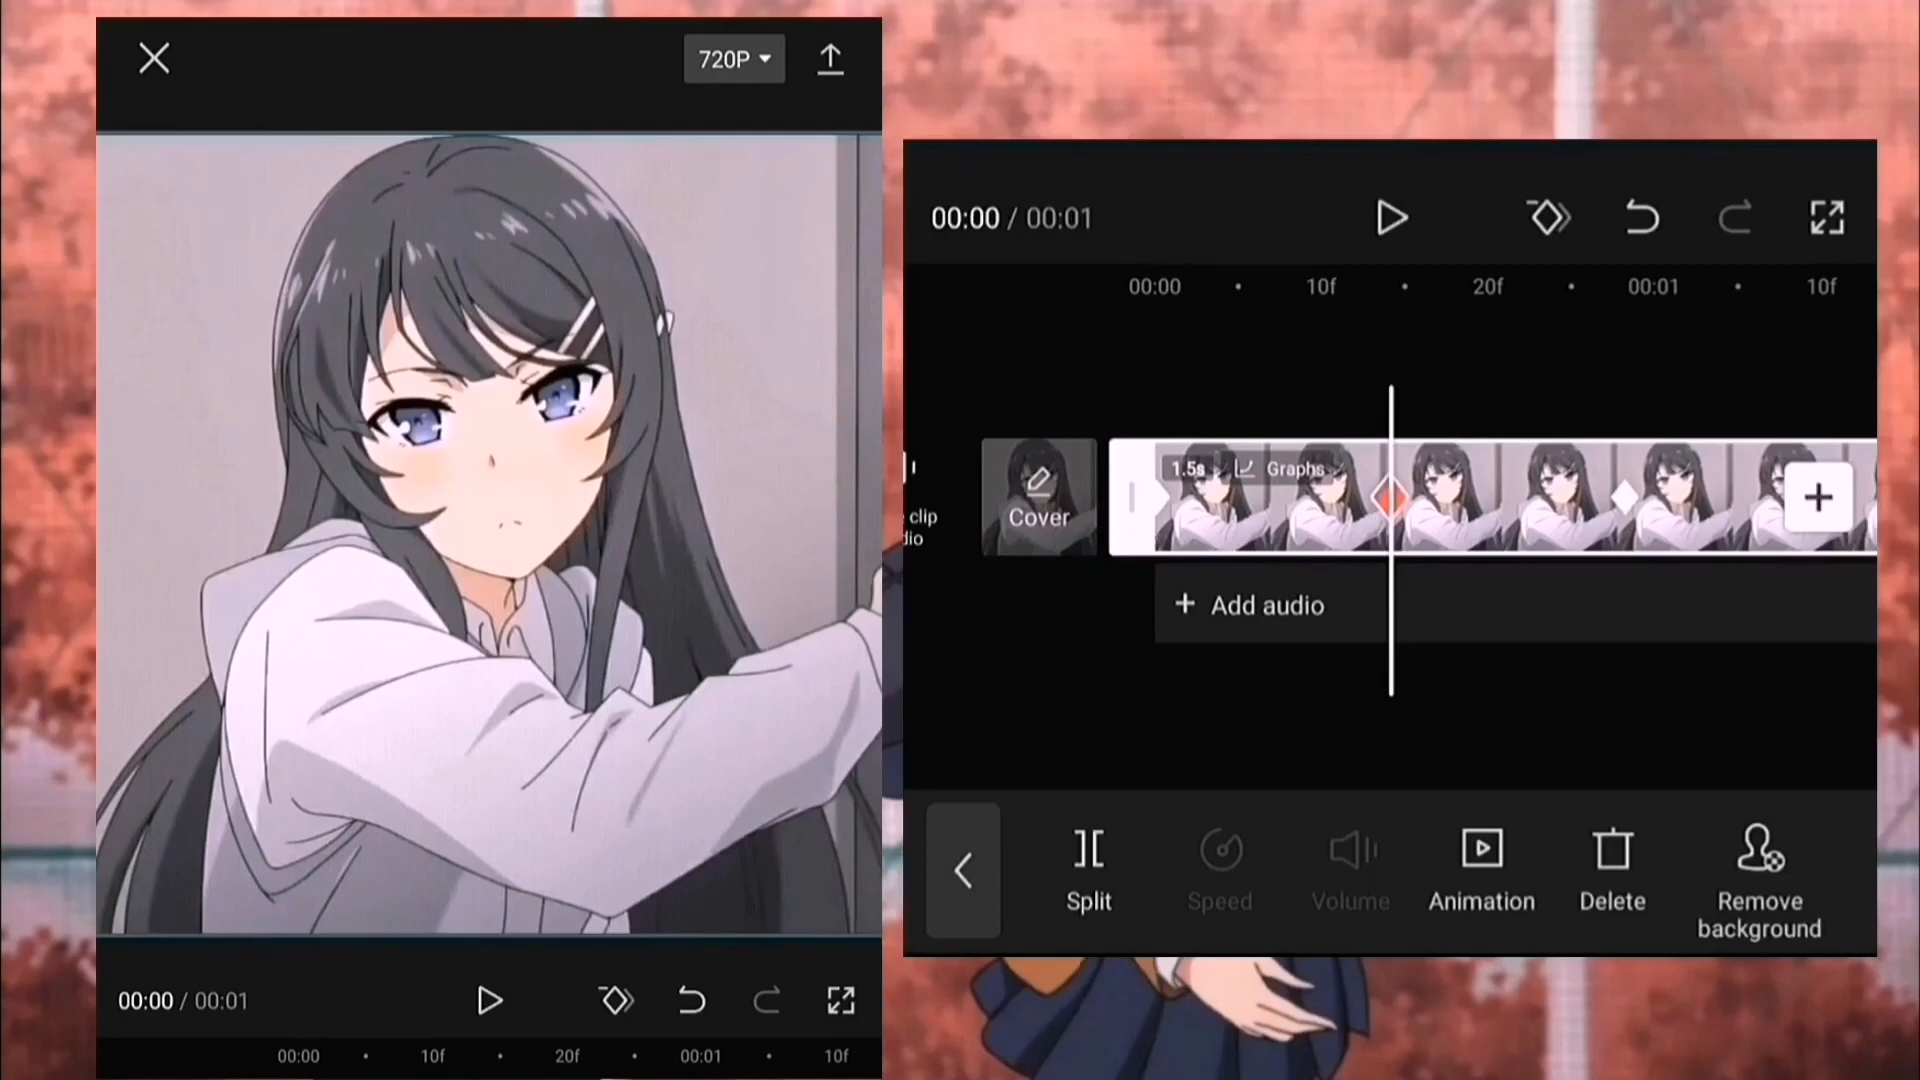 720P
00:00 / 00:01
00:00 10f 20f 00:01 10f
00:00 / 00:01
00:00 10f 20f 00:01 10f
clip
dio
Cover
1.5s Graphs
+ Add audio
Split
Speed
Volume
Animation
Delete
Remove
background